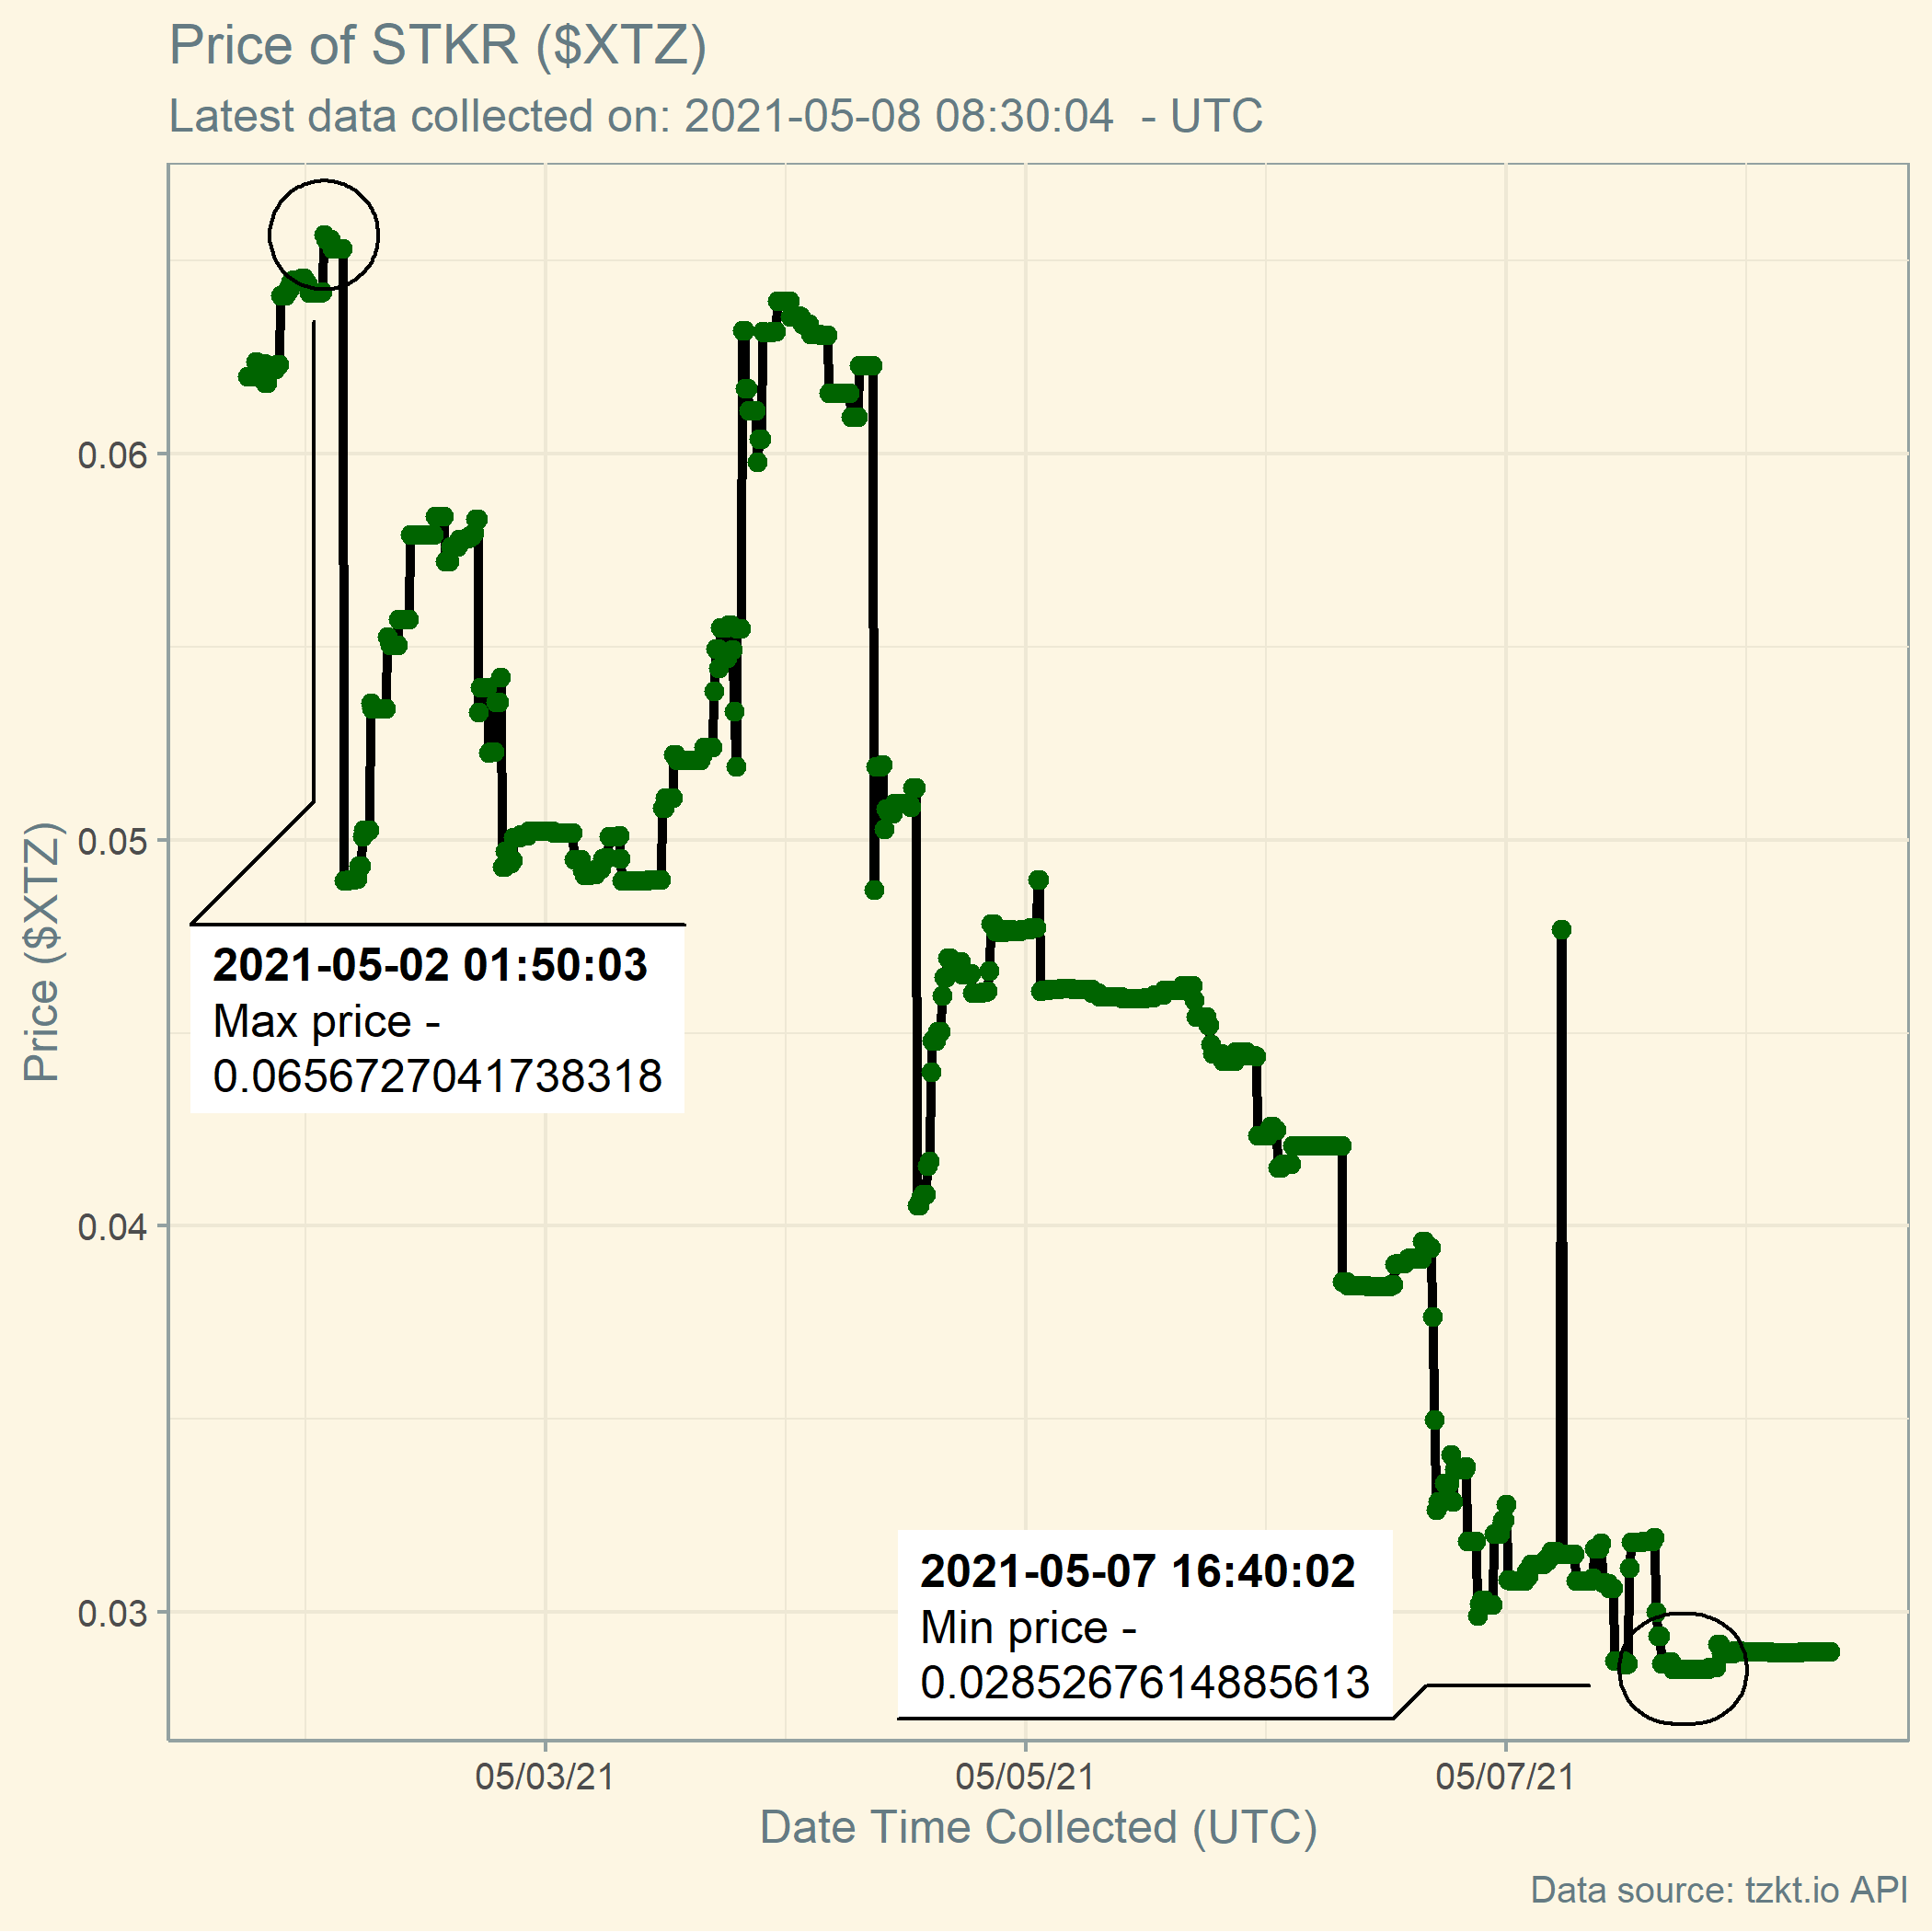 Price of STKR ($XTZ)
Latest data collected on: 2021-05-08 08:30:04  - UTC
Price ($XTZ)
0.06
0.05
0.04
0.03
2021-05-02 01:50:03
Max price -
0.0656727041738318
2021-05-07 16:40:02
Min price -
0.0285267614885613
05/03/21
05/05/21
05/07/21
Date Time Collected (UTC)
Data source: tzkt.io API